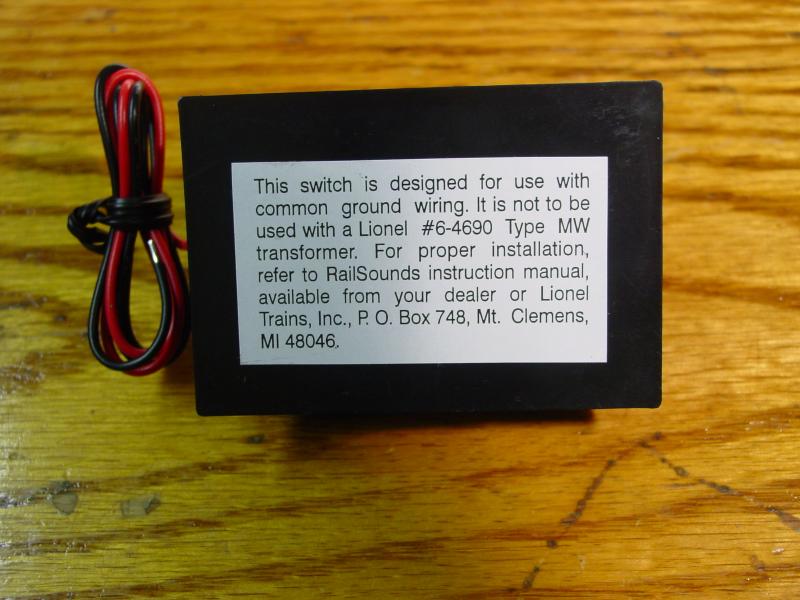 This switch is designed for use with
common ground wiring. It is not to be
used with a Lionel #6-4690 Type MW
transformer. For proper installation,
refer to RailSounds instruction manual,
available from your dealer or Lionel
Trains, Inc., P. O. Box 748, Mt. Clemens,
MI 48046.